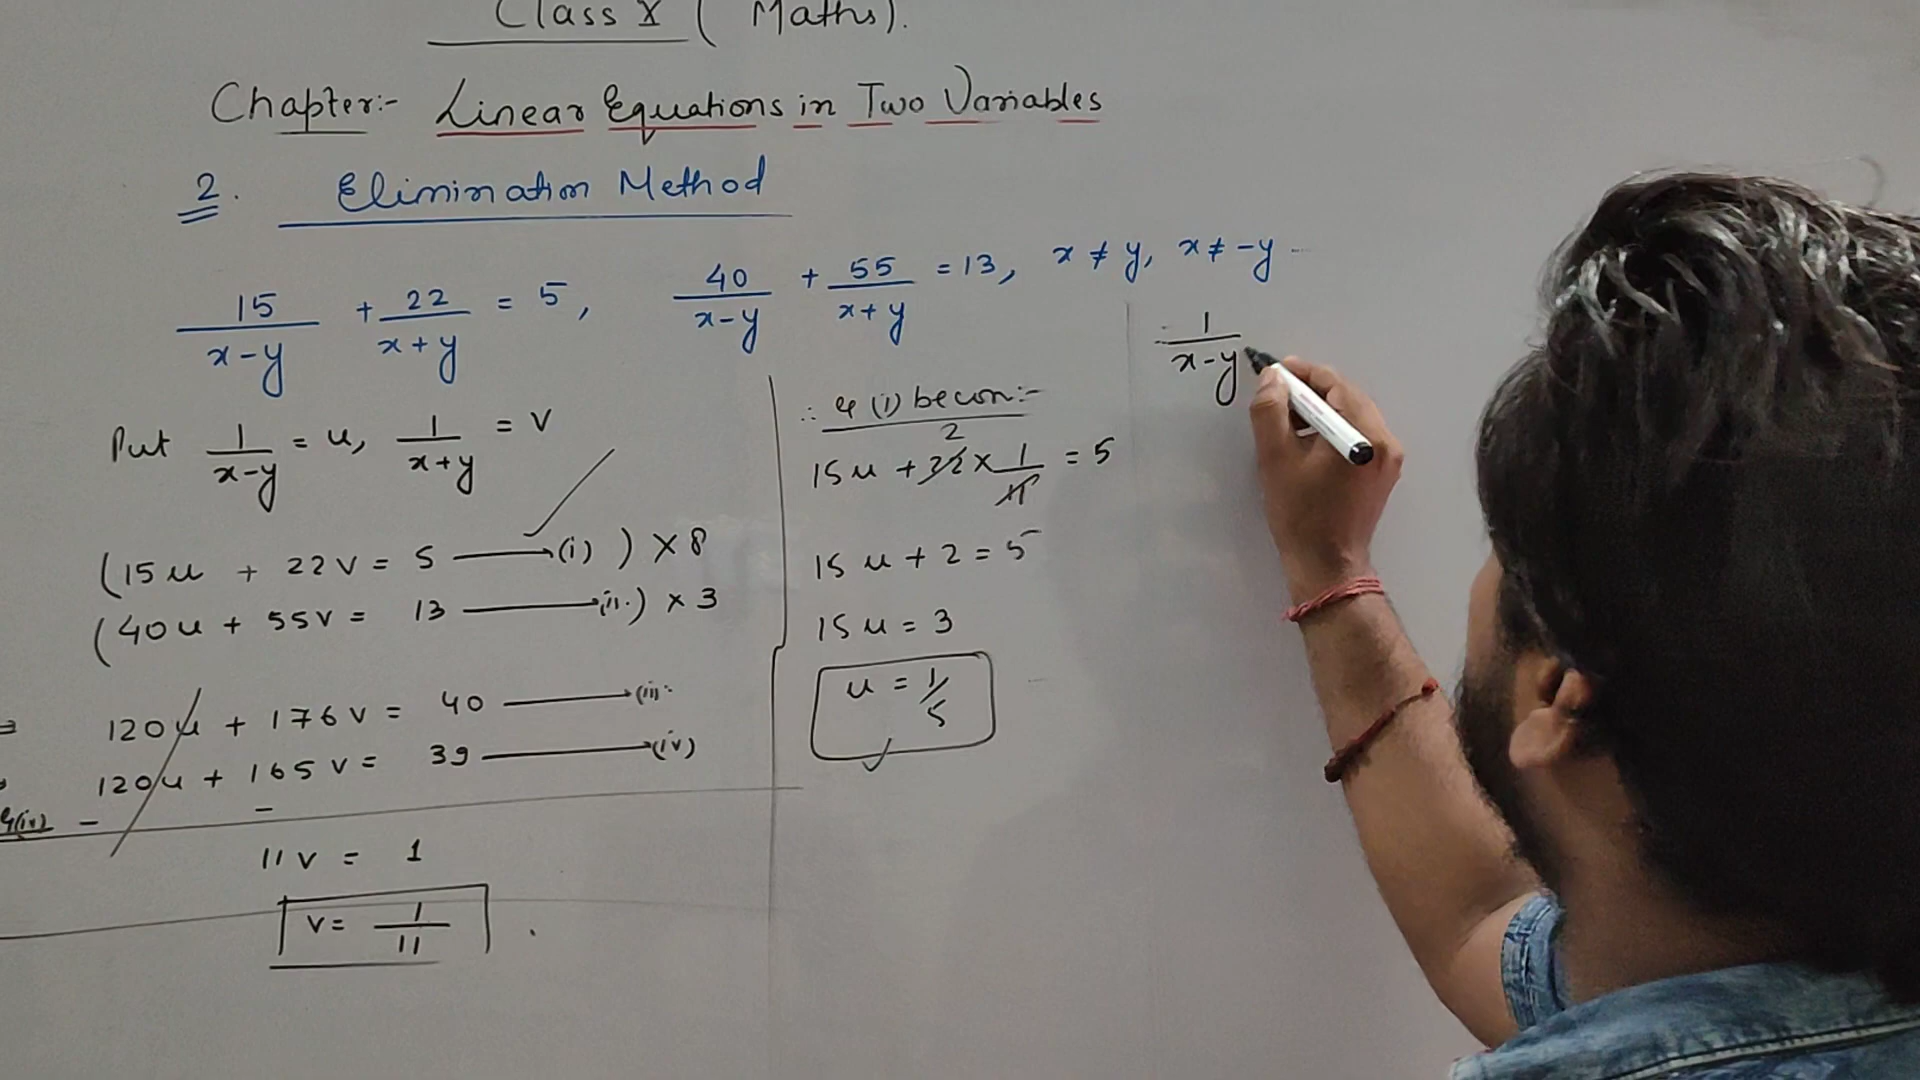 Class X ( Maths).
Chapter:- Linear Equations in Two Variables
2. Elimination Method
15/(x-y) + 22/(x+y) = 5, 40/(x-y) + 55/(x+y) = 13, x ≠ y, x ≠ -y
Put 1/(x-y) = u, 1/(x+y) = v
(15u + 22v = 5 → (i) ) × 8
(40u + 55v = 13 → (ii.) × 3
120u + 176v = 40 → (iii)
120u + 165v = 39 → (iv)
- -
11v = 1
v = 1/11
∴ eq (i) becom:-
2
15u + 22 × 1/11 = 5
15u + 2 = 5
15u = 3
u = 1/5
1/(x-y)